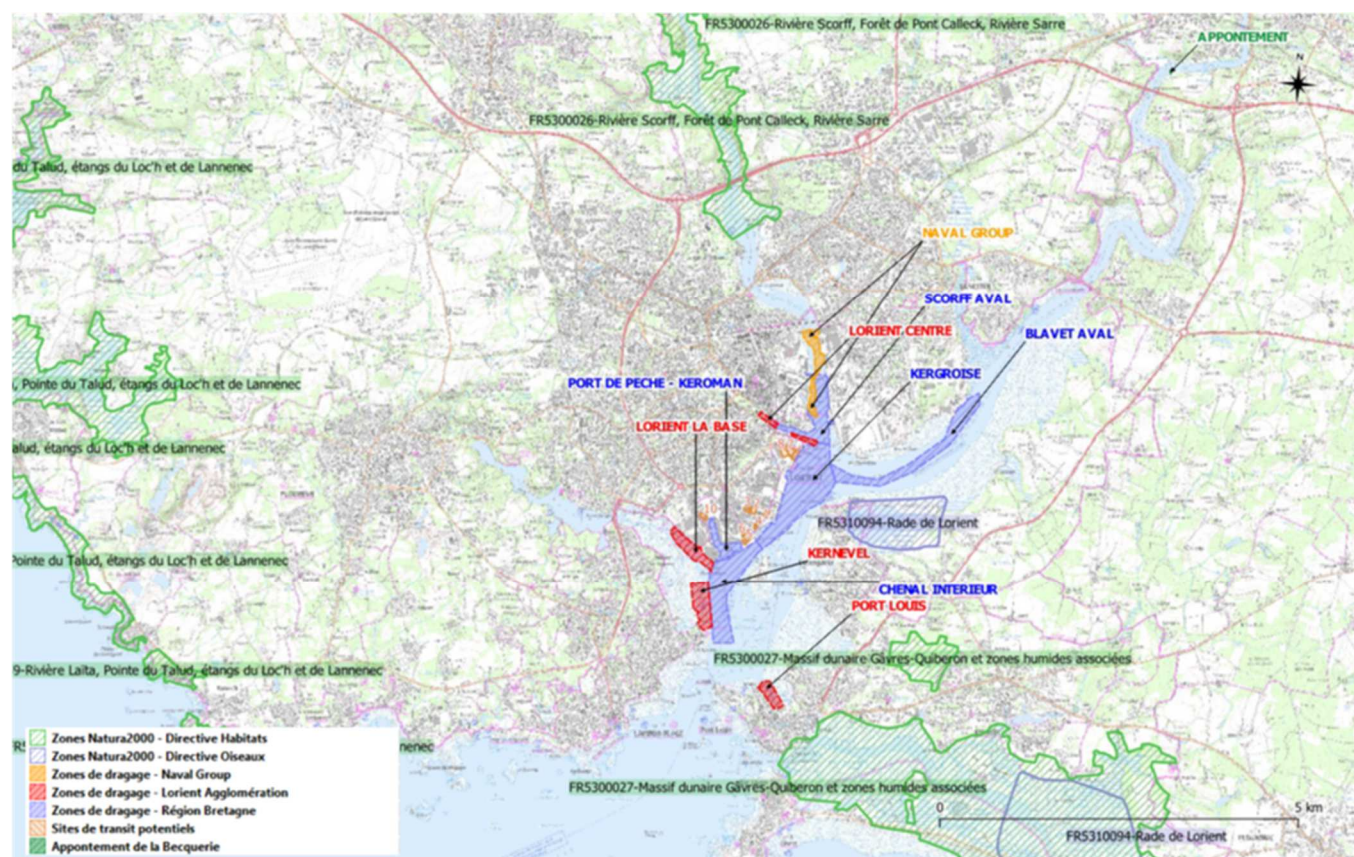 FR5300026-Rivière Scorff, Forêt de Pont Calleck, Rivière Sarre
APPONTEMENT
N
FR5300026-Rivière Scorff, Forêt de Pont Calleck, Rivière Sarre
du Talud, étangs du Loc'h et de Lannenec
NAVAL GROUP
SCORFF AVAL
LORIENT CENTRE
BLAVET AVAL
KERGROISE
PORT DE PECHE - KEROMAN
, Pointe du Talud, étangs du Loc'h et de Lannenec
LORIENT LA BASE
alud, étangs du Loc'h et de Lannenec
FR5310094-Rade de Lorient
KERNEVEL
Pointe du Talud, étangs du Loc'h et de Lannenec
CHENAL INTERIEUR
PORT LOUIS
FR5300027-Massif dunaire Gâvres-Quiberon et zones humides associées
9-Rivière Laïta, Pointe du Talud, étangs du Loc'h et de Lannenec
nenec
Zones Natura2000 - Directive Habitats
Zones Natura2000 - Directive Oiseaux
Zones de dragage - Naval Group
Zones de dragage - Lorient Agglomération
Zones de dragage - Région Bretagne
Sites de transit potentiels
Appontement de la Becquerie
FR5300027-Massif dunaire Gâvres-Quiberon et zones humides associées
0 5 km
FR5310094-Rade de Lorient